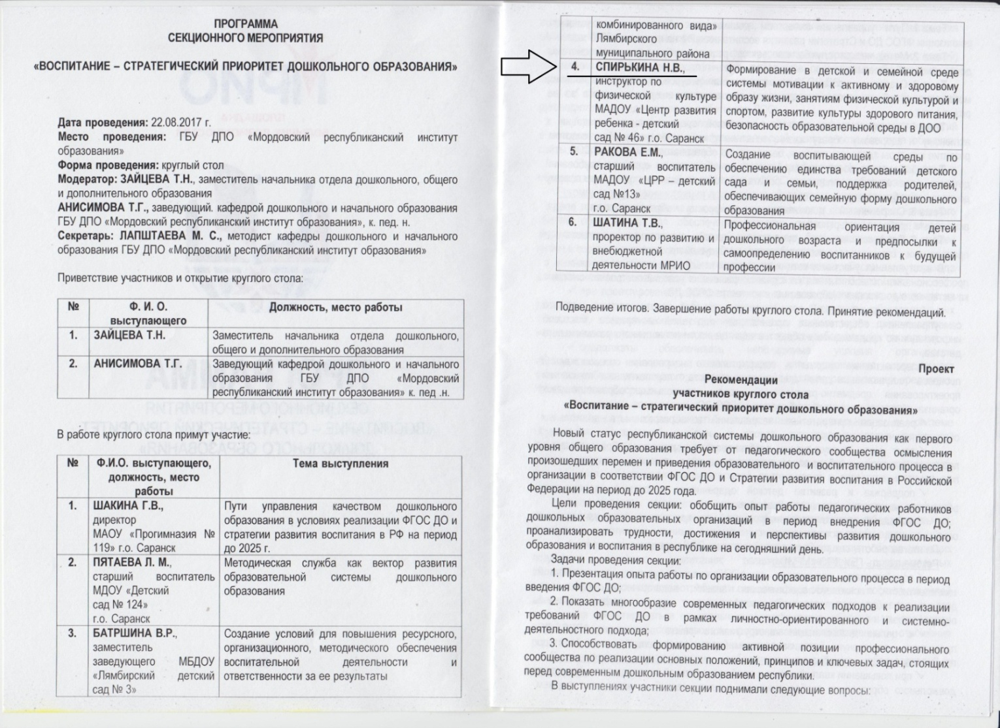 ПРОГРАММА
СЕКЦИОННОГО МЕРОПРИЯТИЯ
«ВОСПИТАНИЕ – СТРАТЕГИЧЕСКИЙ ПРИОРИТЕТ ДОШКОЛЬНОГО ОБРАЗОВАНИЯ»
Дата проведения: 22.08.2017 г.
Место проведения: ГБУ ДПО «Мордовский республиканский институт
образования»
Форма проведения: круглый стол
Модератор: ЗАЙЦЕВА Т.Н., заместитель начальника отдела дошкольного, общего
и дополнительного образования
АНИСИМОВА Т.Г., заведующий. кафедрой дошкольного и начального образования
ГБУ ДПО «Мордовский республиканский институт образования», к. пед. н.
Секретарь: ЛАПШТАЕВА М. С., методист кафедры дошкольного и начального
образования ГБУ ДПО «Мордовский республиканский институт образования»
Приветствие участников и открытие круглого стола:
№ Ф. И. О. Должность, место работы
выступающего
1. ЗАЙЦЕВА Т.Н. Заместитель начальника отдела дошкольного,
общего и дополнительного образования
2. АНИСИМОВА Т.Г. Заведующий кафедрой дошкольного и начального
образования ГБУ ДПО «Мордовский
республиканский институт образования» к. пед .н.
В работе круглого стола примут участие:
№ Ф.И.О. выступающего, Тема выступления
должность, место
работы
1. ШАКИНА Г.В., Пути управления качеством дошкольного
директор образования в условиях реализации ФГОС ДО и
МАОУ «Прогимназия № стратегии развития воспитания в РФ на период
119» г.о. Саранск до 2025 г.
2. ПЯТАЕВА Л. М., Методическая служба как вектор развития
старший воспитатель образовательной системы дошкольного
МДОУ «Детский образования
сад № 124»
г.о. Саранск
3. БАТРШИНА В.Р., Создание условий для повышения ресурсного,
заместитель организационного, методического обеспечения
заведующего МБДОУ воспитательной деятельности и
«Лямбирский детский ответственности за ее результаты
сад № 3»
комбинированного вида»
Лямбирского
муниципального района
4. СПИРЬКИНА Н.В., Формирование в детской и семейной среде
инструктор по системы мотивации к активному и здоровому
физической культуре образу жизни, занятиям физической культурой и
МАДОУ «Центр развития спортом, развитие культуры здорового питания,
ребенка - детский безопасность образовательной среды в ДОО
сад № 46» г.о. Саранск
5. РАКОВА Е.М., Создание воспитывающей среды по
старший воспитатель обеспечению единства требований детского
МАДОУ «ЦРР – детский сада и семьи, поддержка родителей,
сад №13» обеспечивающих семейную форму дошкольного
г.о. Саранск образования
6. ШАТИНА Т.В., Профессиональная ориентация детей
проректор по развитию и дошкольного возраста и предпосылки к
внебюджетной самоопределению воспитанников к будущей
деятельности МРИО профессии
Подведение итогов. Завершение работы круглого стола. Принятие рекомендаций.
Проект
Рекомендации
участников круглого стола
«Воспитание – стратегический приоритет дошкольного образования»
Новый статус республиканской системы дошкольного образования как первого
уровня общего образования требует от педагогического сообщества осмысления
произошедших перемен и приведения образовательного и воспитательного процесса в
организации в соответствии ФГОС ДО и Стратегии развития воспитания в Российской
Федерации на период до 2025 года.
Цели проведения секции: обобщить опыт работы педагогических работников
дошкольных образовательных организаций в период внедрения ФГОС ДО;
проанализировать трудности, достижения и перспективы развития дошкольного
образования и воспитания в республике на сегодняшний день.
Задачи проведения секции:
1. Презентация опыта работы по организации образовательного процесса в период
введения ФГОС ДО;
2. Показать многообразие современных педагогических подходов к реализации
требований ФГОС ДО в рамках личностно-ориентированного и системно-
деятельностного подхода;
3. Способствовать формированию активной позиции профессионального
сообщества по реализации основных положений, принципов и ключевых задач, стоящих
перед современным дошкольным образованием республики.
В выступлениях участники секции поднимали следующие вопросы: